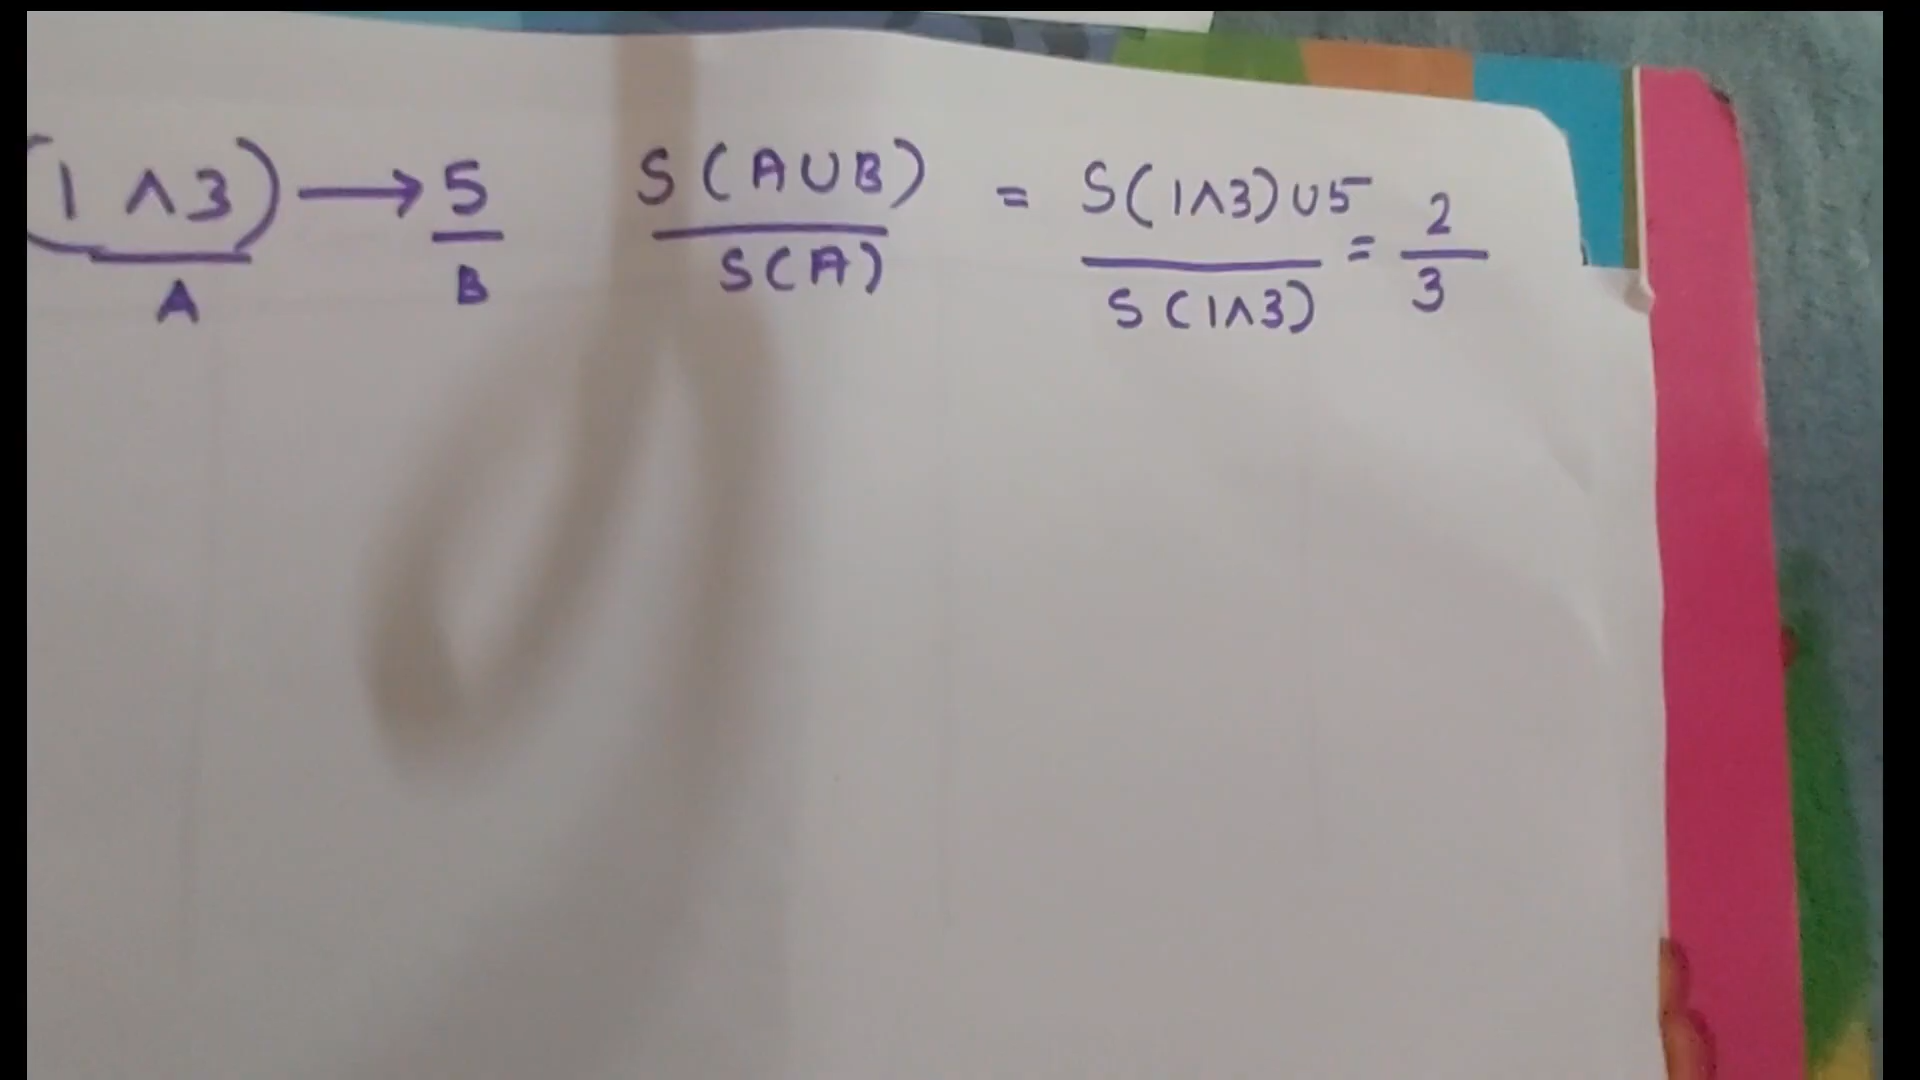 (1 ∧ 3) → 5 S(A∪B) = S(1∧3)∪5 = 2
A B S(A) S(1∧3) 3